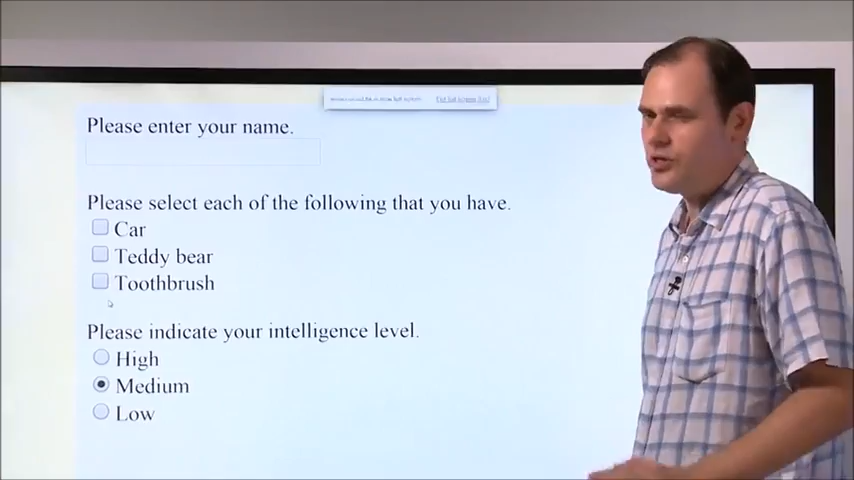 Please enter your name.
Please select each of the following that you have.
Car
Teddy bear
Toothbrush
Please indicate your intelligence level.
High
Medium
Low